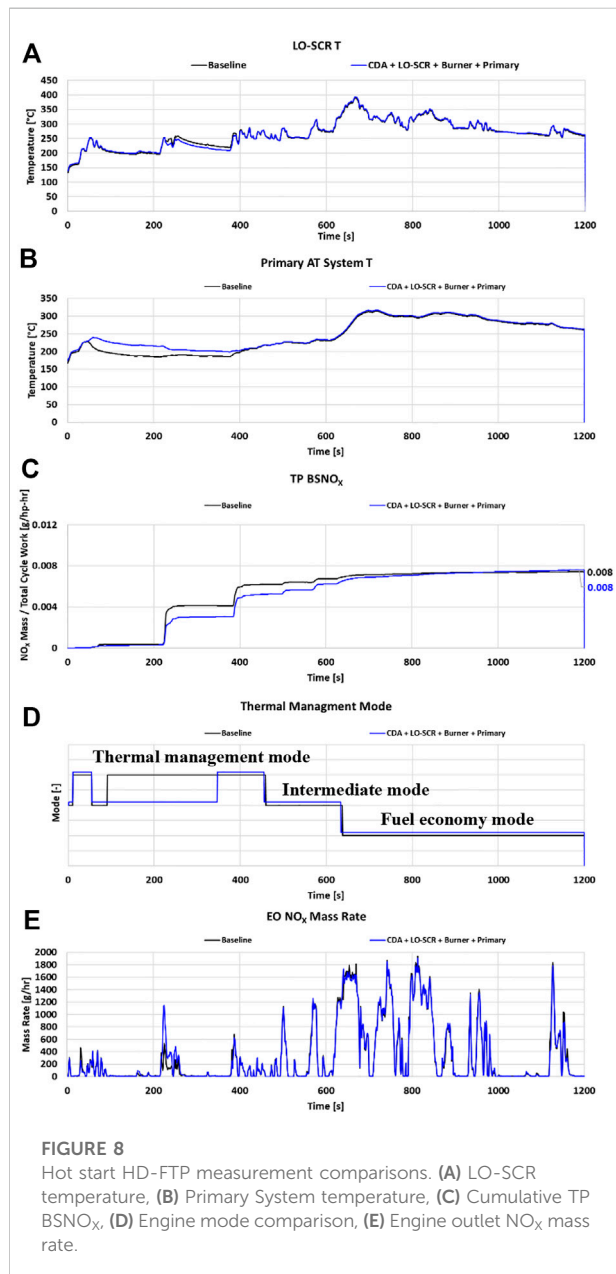 A
LO-SCR T
Baseline
CDA + LO-SCR + Burner + Primary
Temperature [°C]
450
400
350
300
250
200
150
100
50
0
0 200 400 600 800 1000 1200
Time [s]
B
Primary AT System T
Baseline
CDA + LO-SCR + Burner + Primary
Temperature [°C]
350
300
250
200
150
100
50
0
0 200 400 600 800 1000 1200
Time [s]
C
TP BSNOX
Baseline
CDA + LO-SCR + Burner + Primary
NOX Mass / Total Cycle Work [g/hp-hr]
0.012
0.008
0.004
0
0.008
0.008
0 200 400 600 800 1000 1200
Time [s]
D
Thermal Managment Mode
Baseline
CDA + LO-SCR + Burner + Primary
Mode [-]
Thermal management mode
Intermediate mode
Fuel economy mode
0 200 400 600 800 1000 1200
Time [s]
E
EO NOX Mass Rate
Baseline
CDA + LO-SCR + Burner + Primary
Mass Rate [g/hr]
2000
1800
1600
1400
1200
1000
800
600
400
200
0
0 200 400 600 800 1000 1200
Time [s]
FIGURE 8
Hot start HD-FTP measurement comparisons. (A) LO-SCR
temperature, (B) Primary System temperature, (C) Cumulative TP
BSNOX, (D) Engine mode comparison, (E) Engine outlet NOX mass
rate.